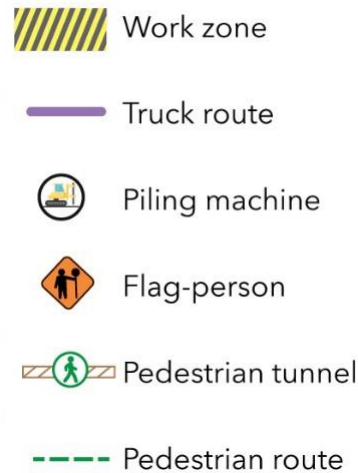 Work zone
Truck route
Piling machine
Flag-person
Pedestrian tunnel
Pedestrian route